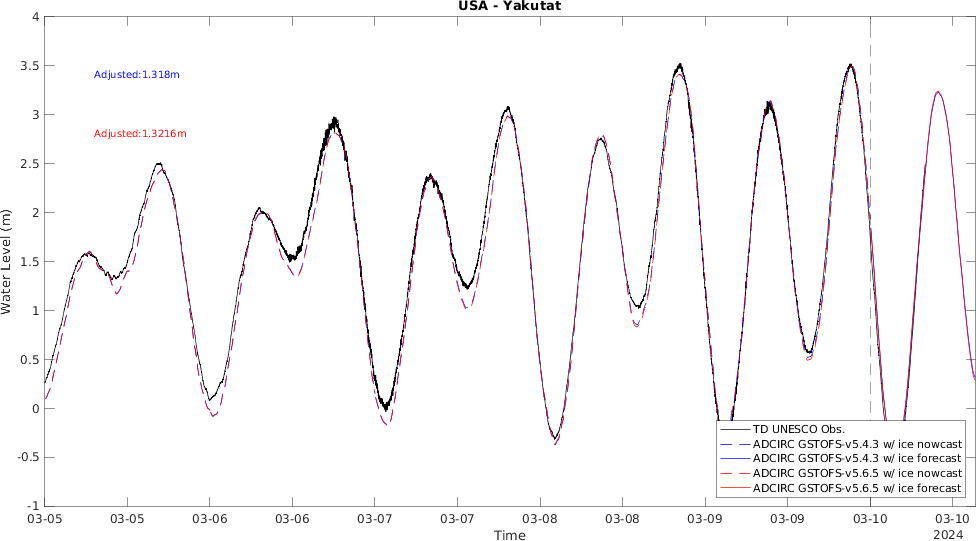 USA - Yakutat
4
3.5
3
2.5
2
1.5
1
0.5
0
-0.5
-1
Water Level (m)
Adjusted:1.318m
Adjusted:1.3216m
TD UNESCO Obs.
ADCIRC GSTOFS-v5.4.3 w/ ice nowcast
ADCIRC GSTOFS-v5.4.3 w/ ice forecast
ADCIRC GSTOFS-v5.6.5 w/ ice nowcast
ADCIRC GSTOFS-v5.6.5 w/ ice forecast
03-05 03-05 03-06 03-06 03-07 03-07 03-08 03-08 03-09 03-09 03-10 03-10
2024
Time